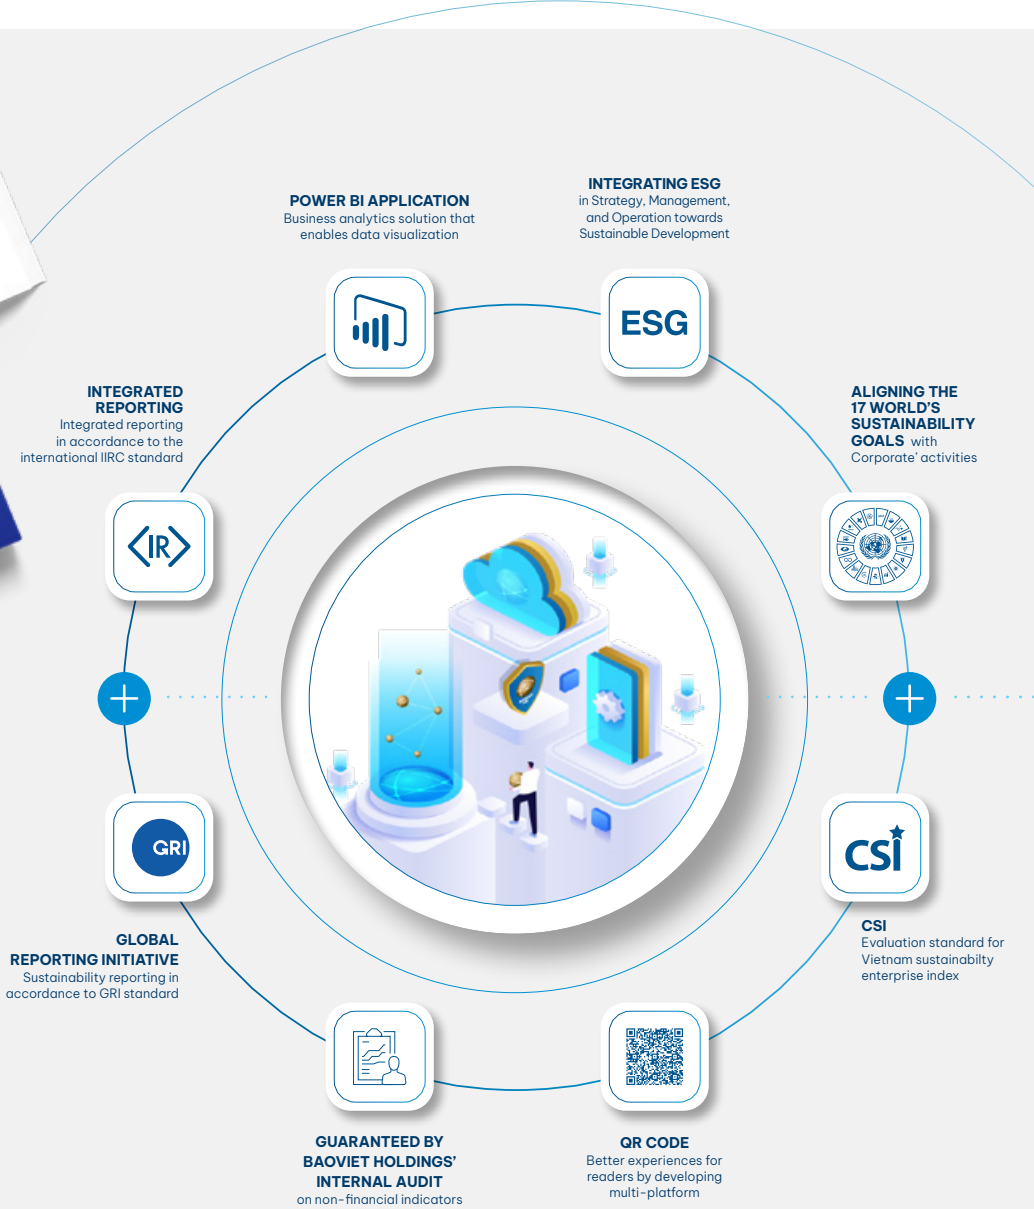 POWER BI APPLICATION
Business analytics solution that
enables data visualization
INTEGRATING ESG
in Strategy, Management,
and Operation towards
Sustainable Development
ESG
INTEGRATED
REPORTING
Integrated reporting
in accordance to the
international IIRC standard
IR
ALIGNING THE
17 WORLD'S
SUSTAINABILITY
GOALS with
Corporate' activities
GRI
GLOBAL
REPORTING INITIATIVE
Sustainability reporting in
accordance to GRI standard
CSI
CSI
Evaluation standard for
Vietnam sustainabilty
enterprise index
GUARANTEED BY
BAOVIET HOLDINGS'
INTERNAL AUDIT
on non-financial indicators
QR CODE
Better experiences for
readers by developing
multi-platform